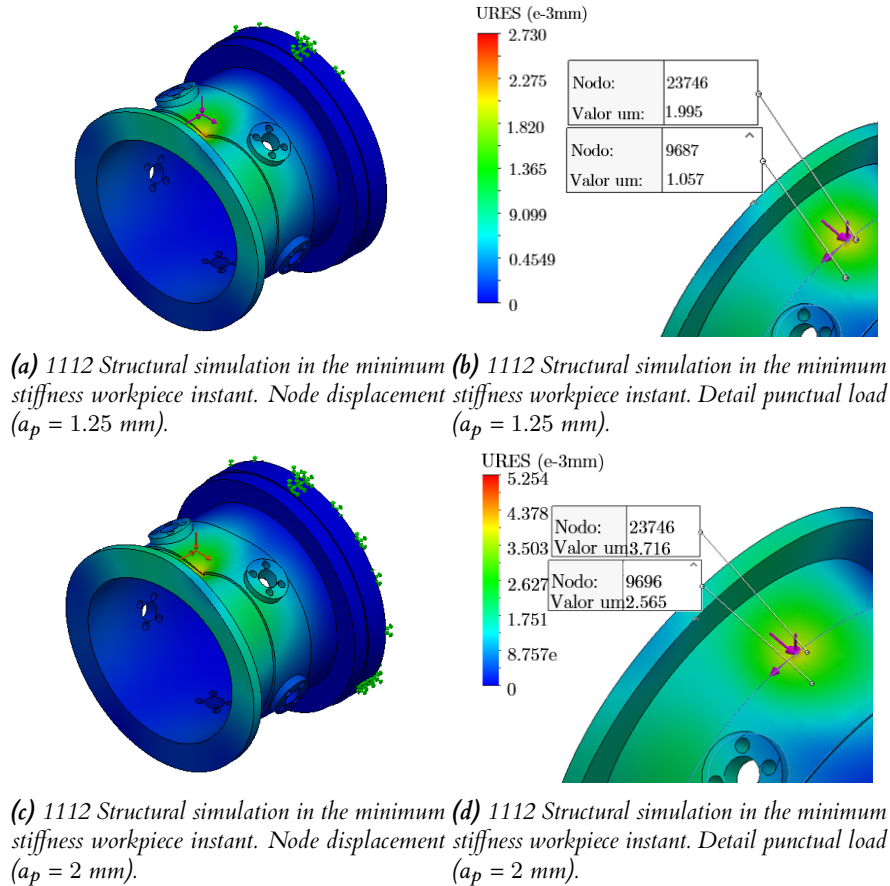 URES (e-3mm)
2.730
2.275
1.820
1.365
9.099
0.4549
0
Nodo: 23746
Valor um: 1.995
Nodo: 9687
Valor um: 1.057
(a) 1112 Structural simulation in the minimum
stiffness workpiece instant. Node displacement
(ap = 1.25 mm).
(b) 1112 Structural simulation in the minimum
stiffness workpiece instant. Detail punctual load
(ap = 1.25 mm).
URES (e-3mm)
5.254
4.378
3.503
2.627
1.751
8.757e
0
Nodo: 23746
Valor um 3.716
Nodo: 9696
Valor um 2.565
(c) 1112 Structural simulation in the minimum
stiffness workpiece instant. Node displacement
(ap = 2 mm).
(d) 1112 Structural simulation in the minimum
stiffness workpiece instant. Detail punctual load
(ap = 2 mm).